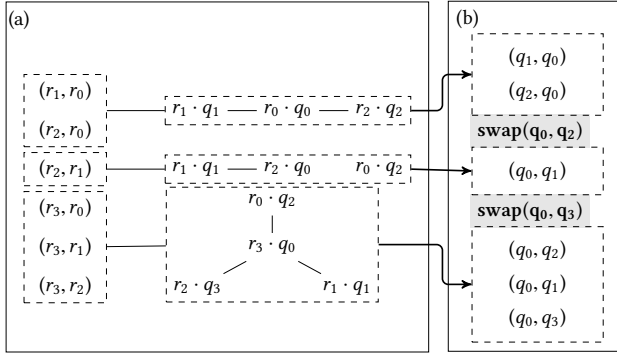 (a)
(b)
(r₁, r₀)
(r₂, r₀)
r₁ · q₁ r₀ · q₀ r₂ · q₂
(q₁, q₀)
(q₂, q₀)
swap(q₀, q₂)
(r₂, r₁)
r₁ · q₁ r₂ · q₀ r₀ · q₂
(q₀, q₁)
swap(q₀, q₃)
(r₃, r₀)
(r₃, r₁)
(r₃, r₂)
r₀ · q₂
r₃ · q₀
r₂ · q₃ r₁ · q₁
(q₀, q₂)
(q₀, q₁)
(q₀, q₃)